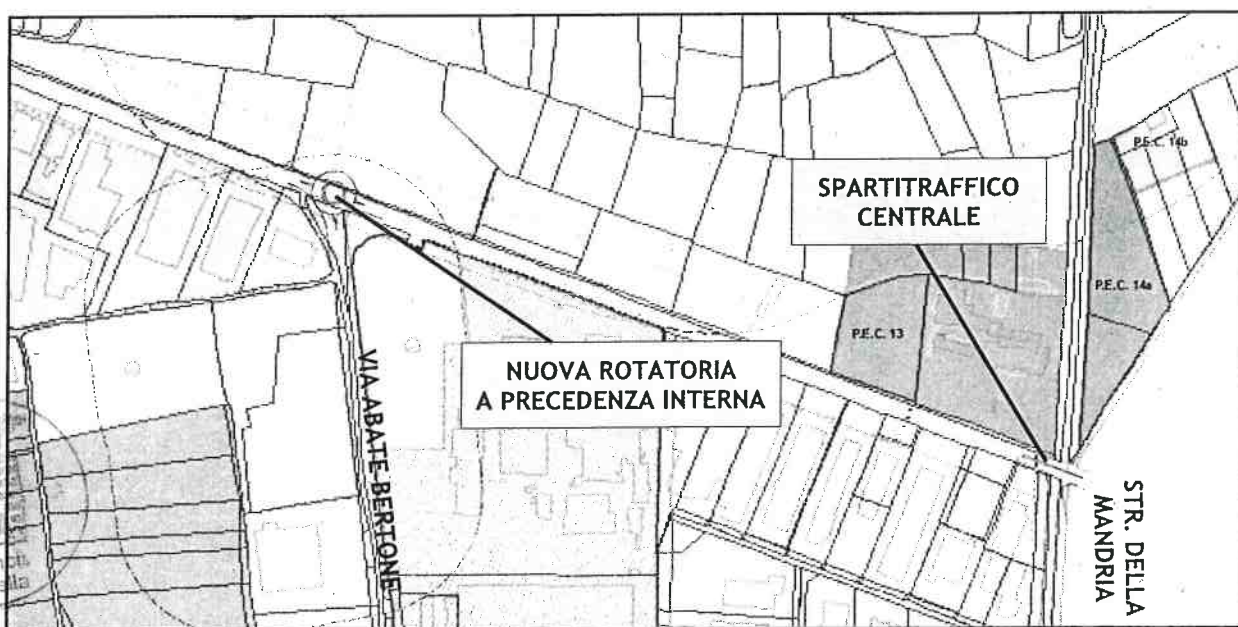 P.E.C. 14b
SPARTITRAFFICO
CENTRALE
P.E.C. 14a
P.E.C. 13
NUOVA ROTATORIA
A PRECEDENZA INTERNA
VIA ABATE BERTONE
STR. DELLA
MANDRIA